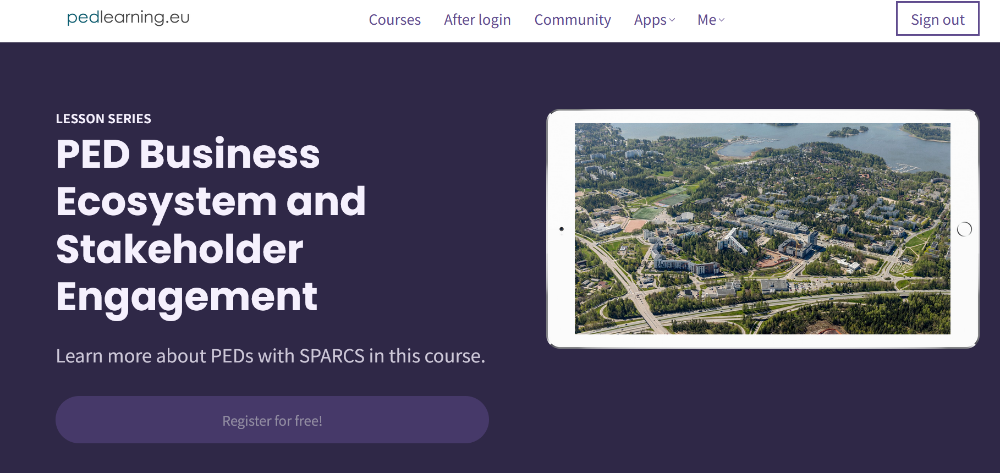 pedlearning.eu
Courses After login Community Apps Me
Sign out
LESSON SERIES
PED Business
Ecosystem and
Stakeholder
Engagement
Learn more about PEDs with SPARCS in this course.
Register for free!